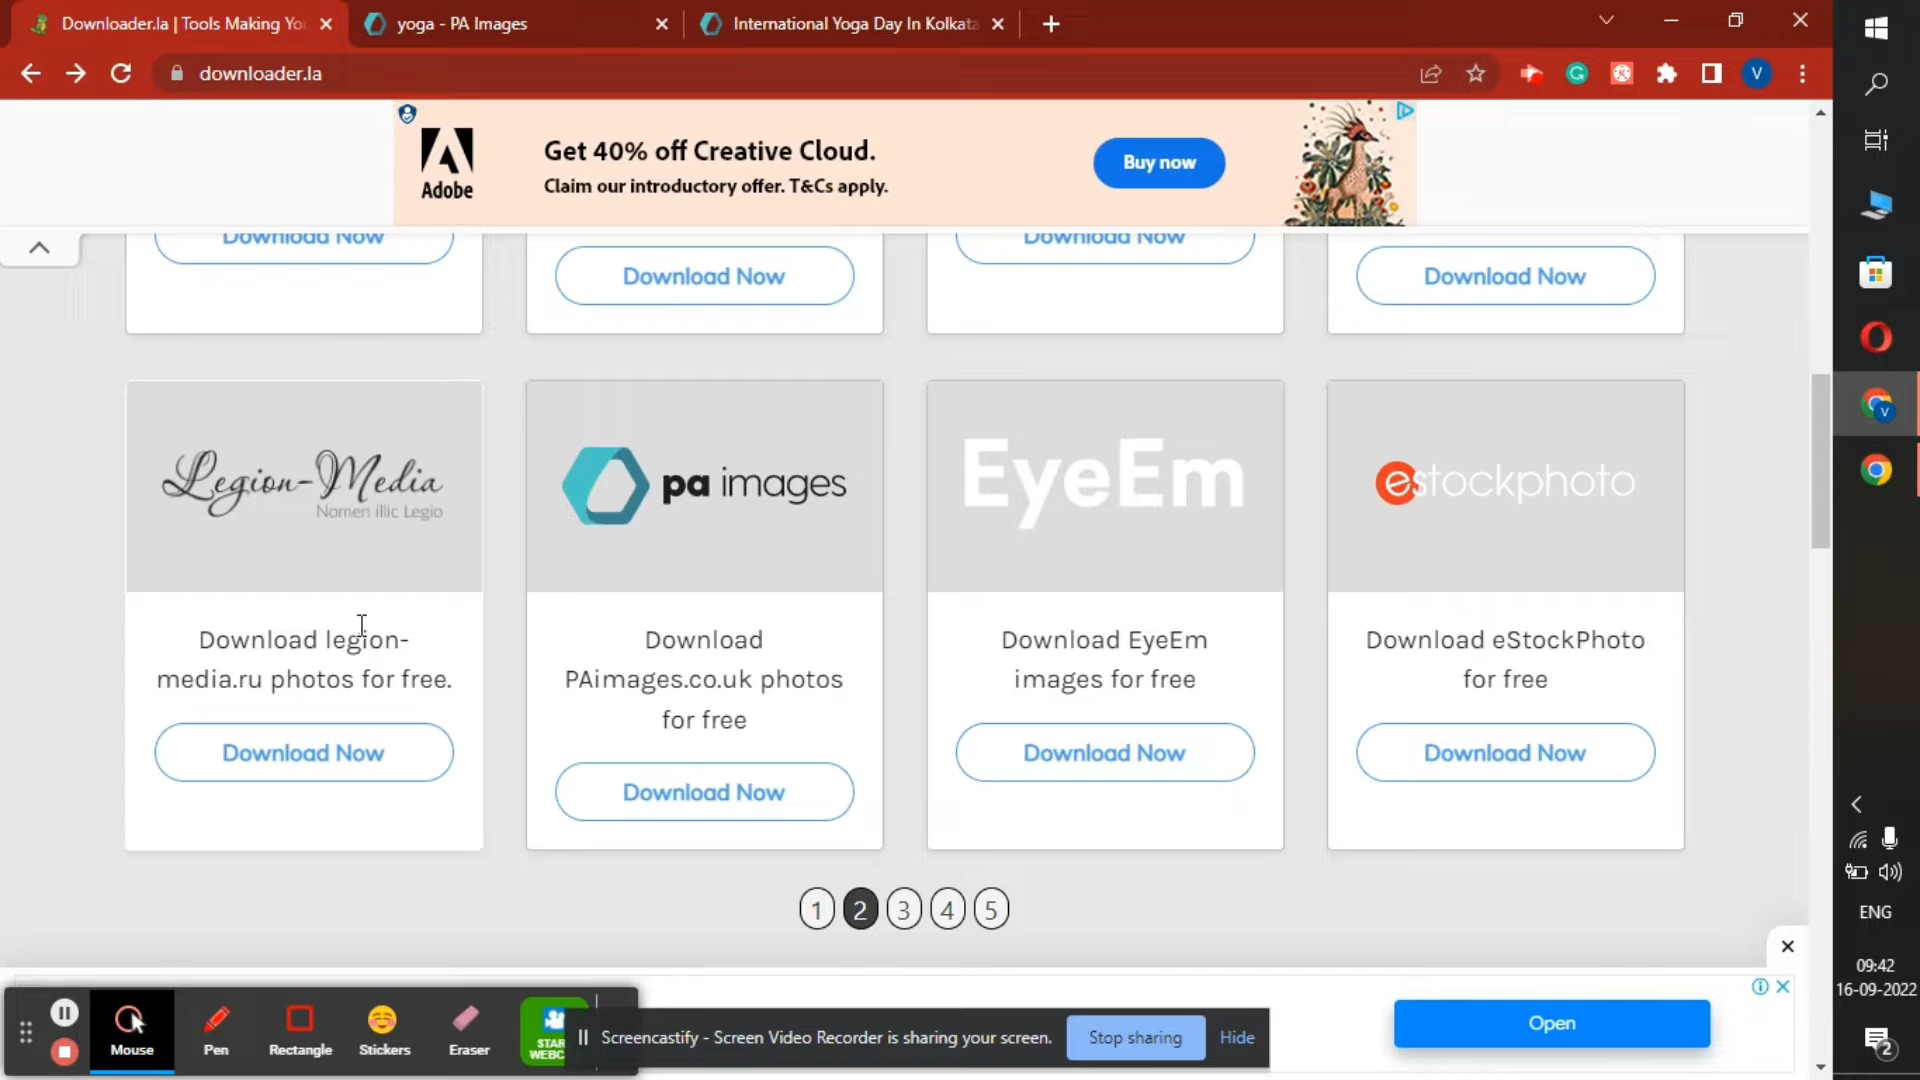 Downloader.la | Tools Making Yo
yoga - PA Images
International Yoga Day In Kolkata
downloader.la
V
Adobe
Get 40% off Creative Cloud.
Claim our introductory offer. T&Cs apply.
Buy now
Download Now
Download Now
Download Now
Download Now
Legion-Media
Nomen illic Legio
pa images
EyeEm
estockphoto
Download legion-
media.ru photos for free.
Download Now
Download
PAimages.co.uk photos
for free
Download Now
Download EyeEm
images for free
Download Now
Download eStockPhoto
for free
Download Now
1 2 3 4 5
Mouse
Pen
Rectangle
Stickers
Eraser
Screencastify - Screen Video Recorder is sharing your screen.
Stop sharing
Hide
Open
V
ENG
09:42
16-09-2022
2